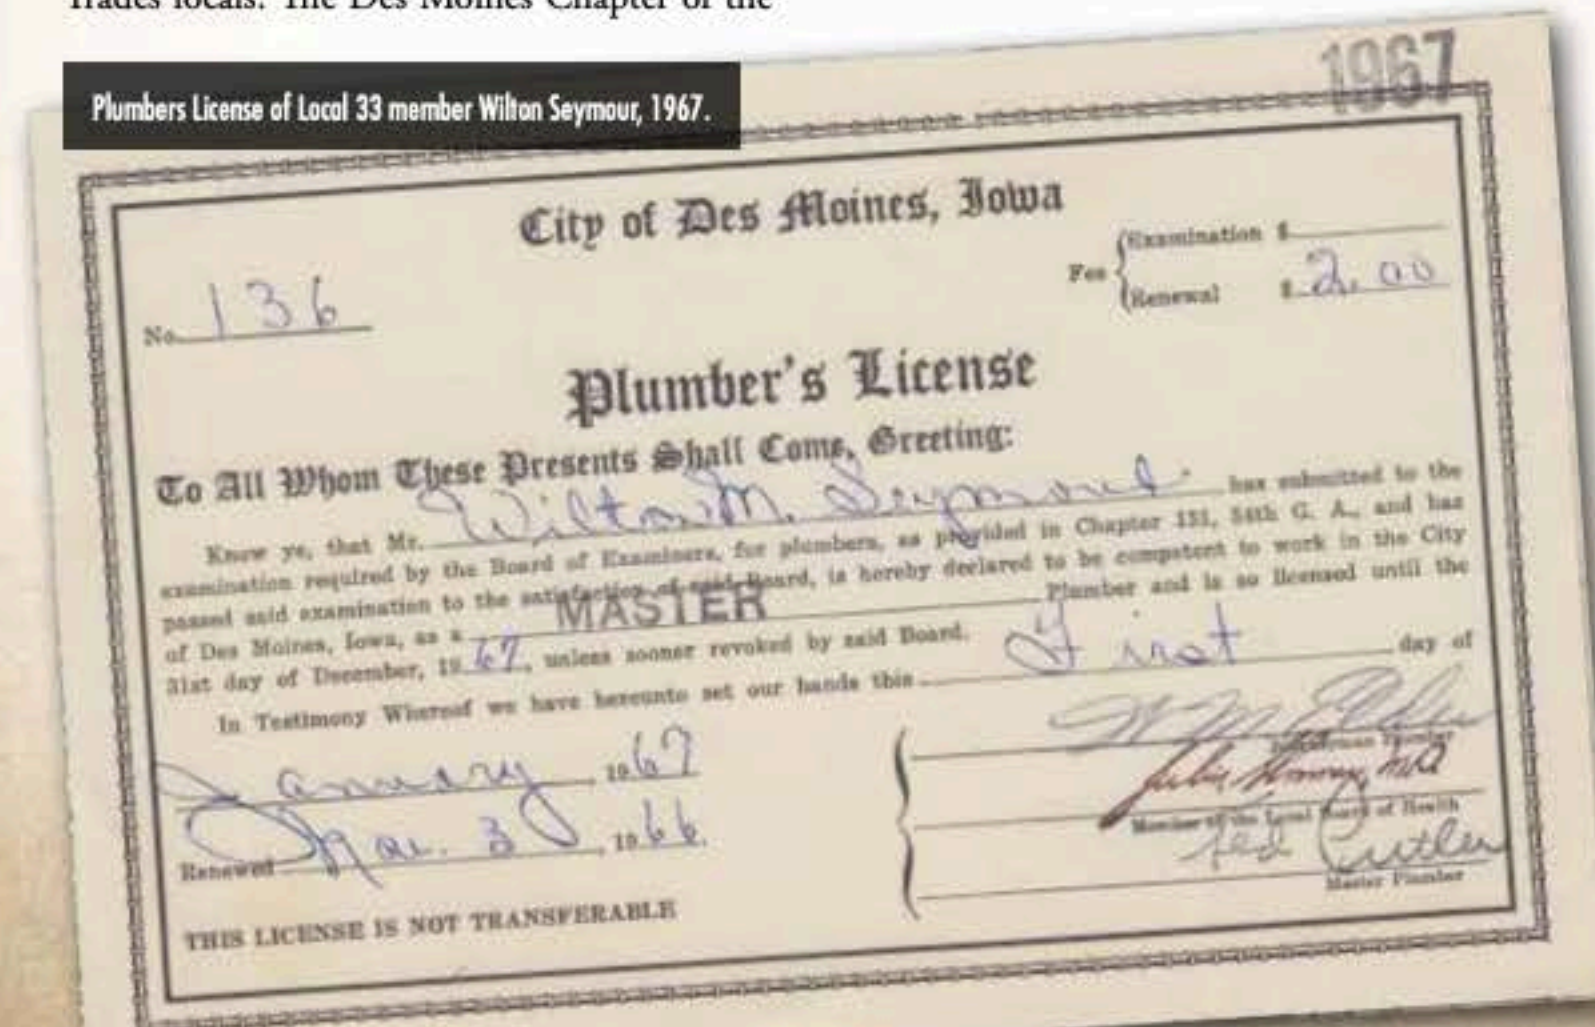 Trades locals. The Des Moines Chapter of the
Plumbers License of Local 33 member Wilton Seymour, 1967.
1967
City of Des Moines, Iowa
Fee Examination $
Renewal $ 2.00
No. 136
Plumber's License
To All Whom These Presents Shall Come, Greeting:
Know ye, that Mr. Wilton M. Seymour has submitted to the
examination required by the Board of Examiners, for plumbers, as provided in Chapter 151, 54th G. A., and has
passed said examination to the satisfaction of said Board, is hereby declared to be competent to work in the City
of Des Moines, Iowa, as a MASTER Plumber and is so licensed until the
31st day of December, 1967, unless sooner revoked by said Board.
In Testimony Whereof we have hereunto set our hands this First day of
January, 1967
Renewed Nov. 30, 1966.
Plumber
Member of the Local Board of Health
Ted Cutler
Master Plumber
THIS LICENSE IS NOT TRANSFERABLE